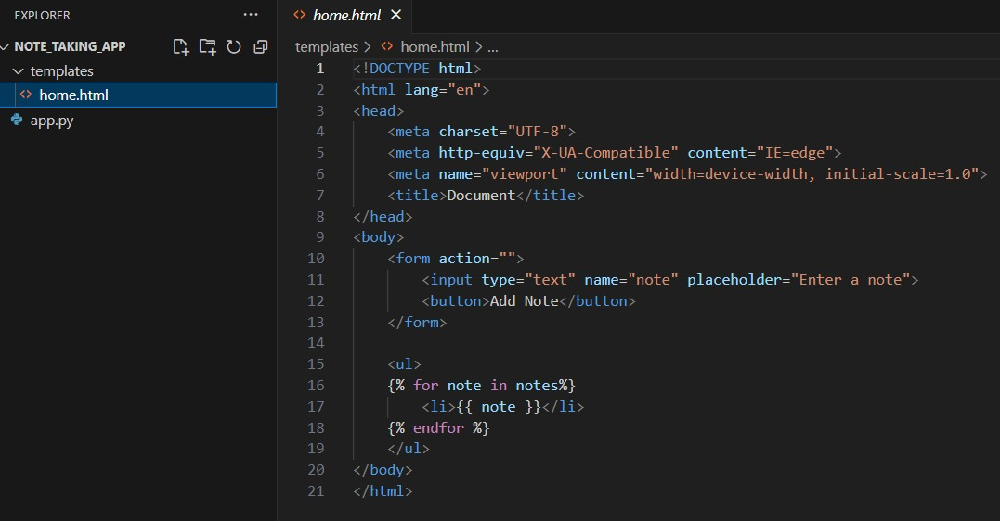 EXPLORER ...
NOTE_TAKING_APP
templates
<> home.html
app.py
<> home.html ×
templates > <> home.html > ...
1 <!DOCTYPE html>
2 <html lang="en">
3 <head>
4     <meta charset="UTF-8">
5     <meta http-equiv="X-UA-Compatible" content="IE=edge">
6     <meta name="viewport" content="width=device-width, initial-scale=1.0">
7     <title>Document</title>
8 </head>
9 <body>
10     <form action="">
11         <input type="text" name="note" placeholder="Enter a note">
12         <button>Add Note</button>
13     </form>
14
15     <ul>
16     {% for note in notes%}
17         <li>{{ note }}</li>
18     {% endfor %}
19     </ul>
20 </body>
21 </html>